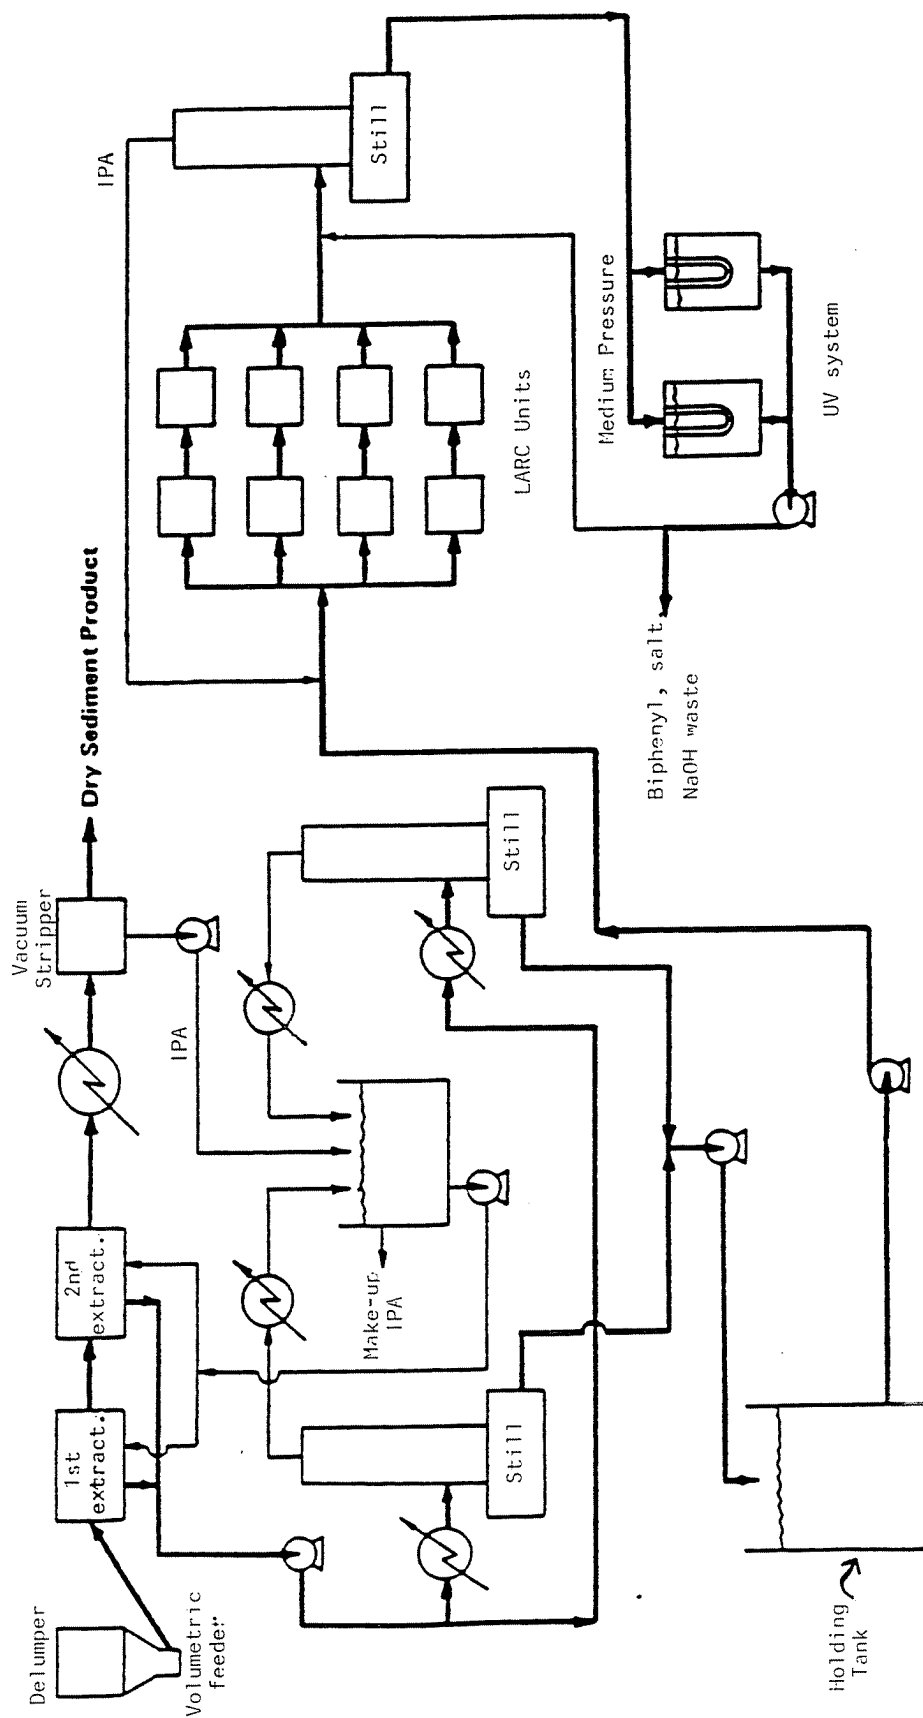 Delumper
Volumetric
feeder
1st
extract.
2nd
extract.
Vacuum
Stripper
Dry Sediment Product
IPA
Make-up
IPA
Still
Still
Holding
Tank
IPA
LARC Units
Still
Medium Pressure
UV system
Biphenyl, salt,
NaOH waste